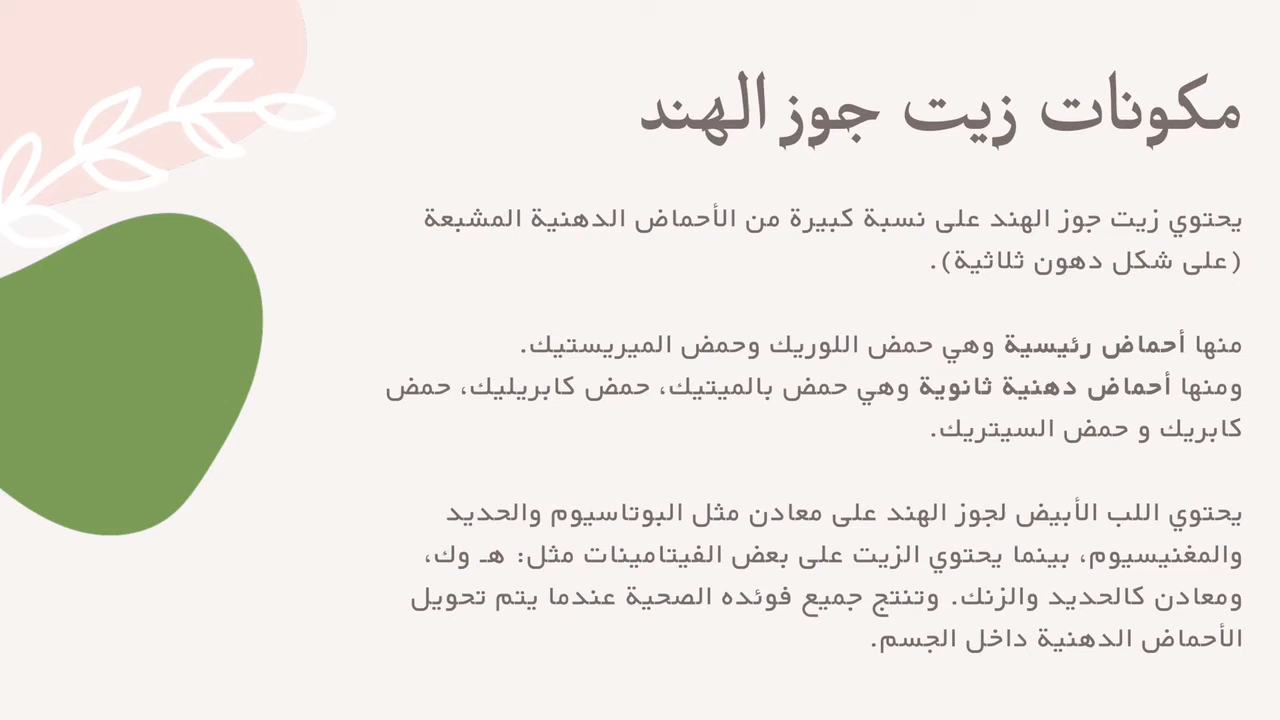 مكونات زيت جوز الهند
يحتوي زيت جوز الهند على نسبة كبيرة من الأحماض الدهنية المشبعة
(على شكل دهون ثلاثية).
منها أحماض رئيسية وهي حمض اللوريك وحمض الميريستيك.
ومنها أحماض دهنية ثانوية وهي حمض بالميتيك، حمض كابريليك، حمض
كابريك و حمض السيتريك.
يحتوي اللب الأبيض لجوز الهند على معادن مثل البوتاسيوم والحديد
والمغنيسيوم، بينما يحتوي الزيت على بعض الفيتامينات مثل: هـ وك،
ومعادن كالحديد والزنك. وتنتج جميع فوئده الصحية عندما يتم تحويل
الأحماض الدهنية داخل الجسم.